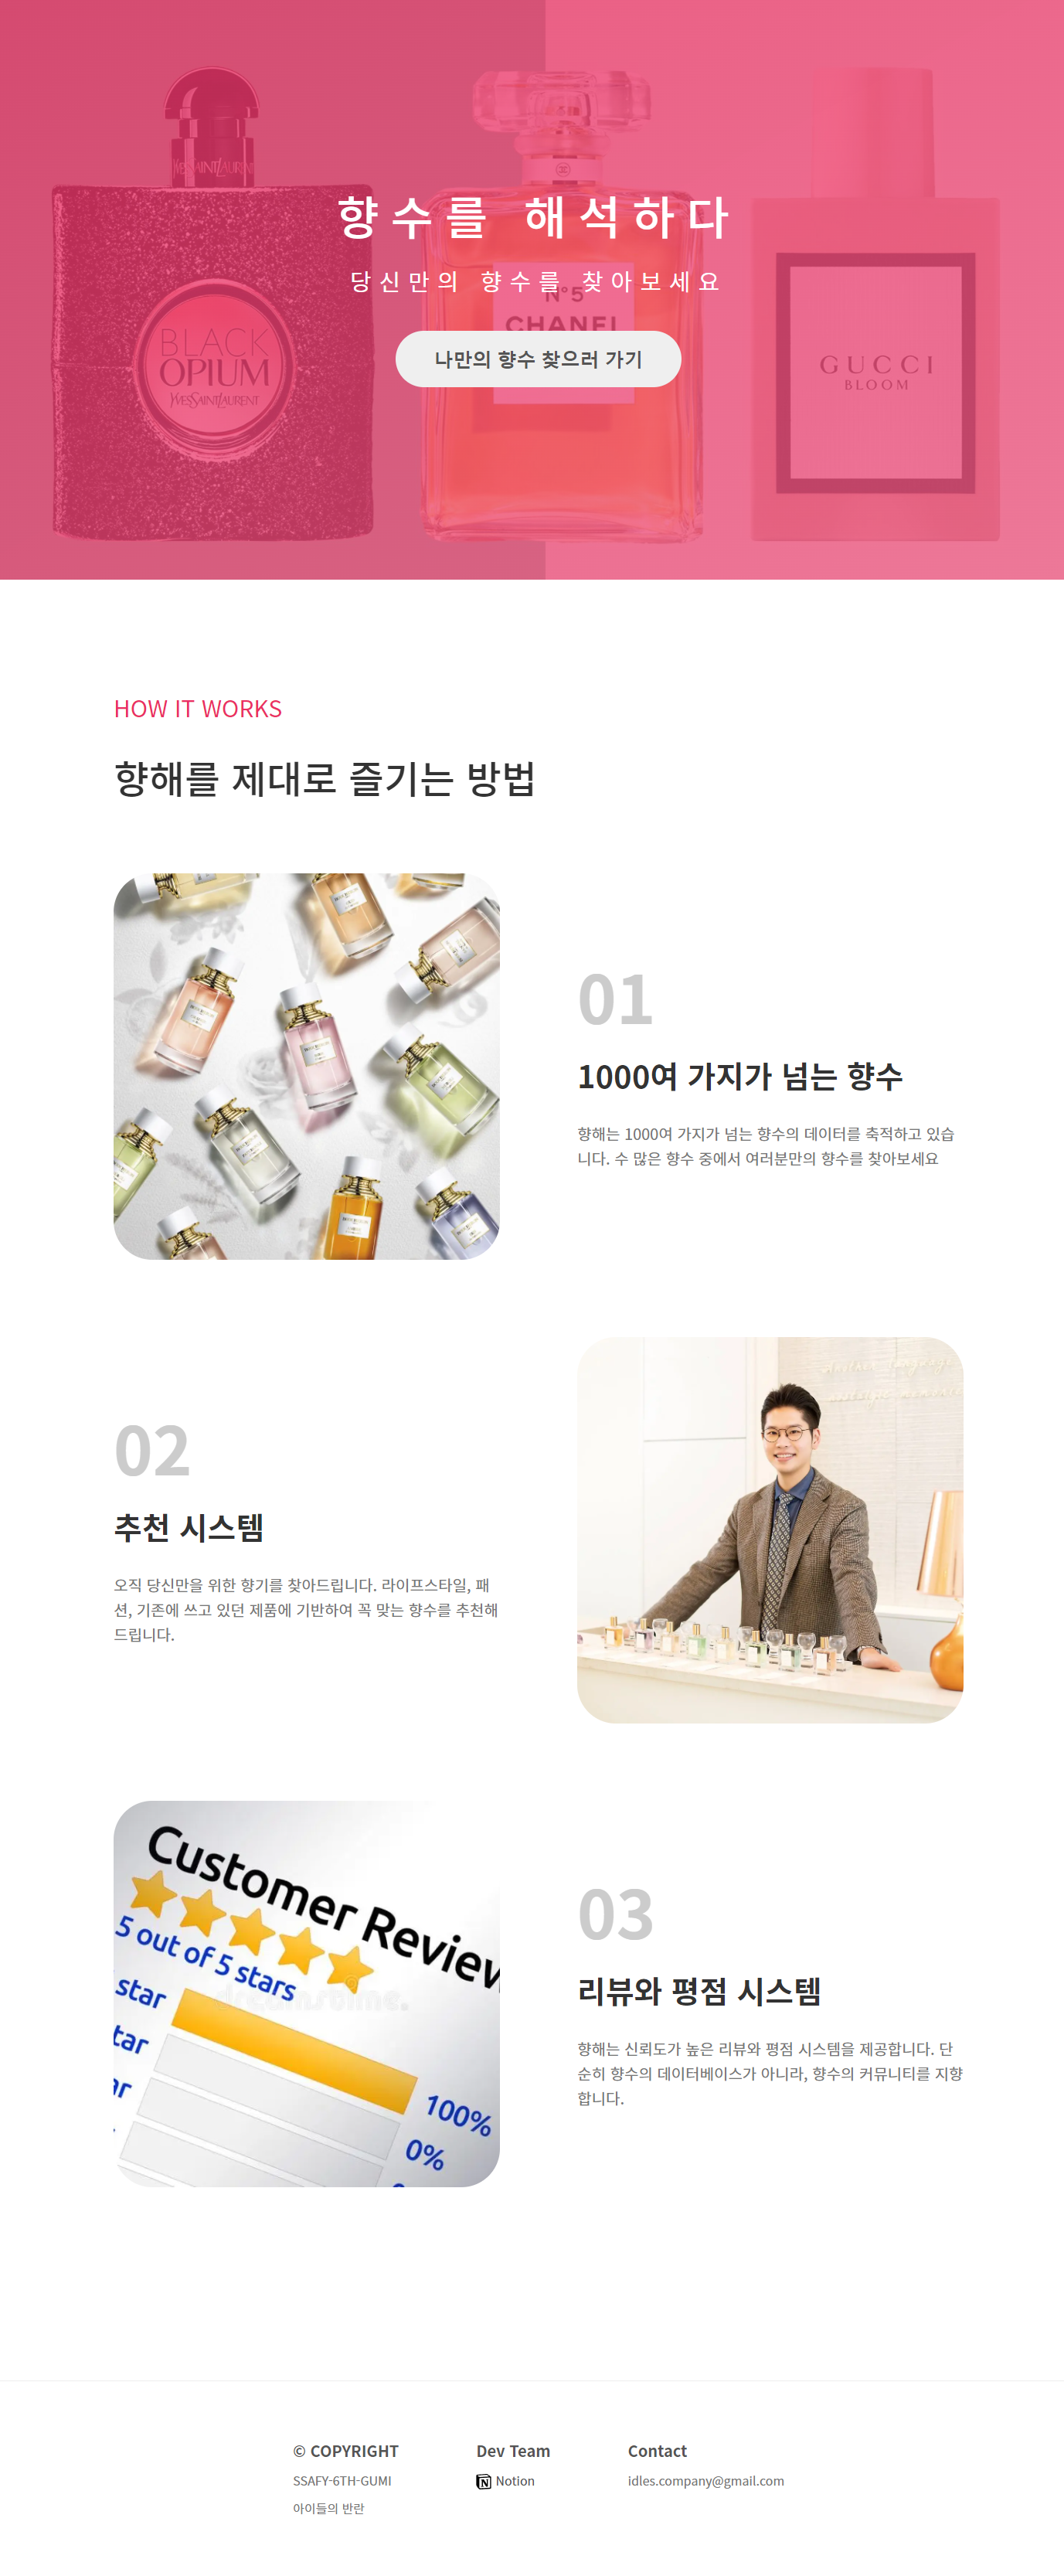 YVESSAINTLAURENT
향수를 해석하다
당신만의 향수를 찾아보세요
N°5
CHANEL
나만의 향수 찾으러 가기
BLACK
OPIUM
YVESSAINTLAURENT
GUCCI
BLOOM
HOW IT WORKS
향해를 제대로 즐기는 방법
01
1000여 가지가 넘는 향수
향해는 1000여 가지가 넘는 향수의 데이터를 축적하고 있습
니다. 수 많은 향수 중에서 여러분만의 향수를 찾아보세요
02
추천 시스템
오직 당신만을 위한 향기를 찾아드립니다. 라이프스타일, 패
션, 기존에 쓰고 있던 제품에 기반하여 꼭 맞는 향수를 추천해
드립니다.
Customer Review
5 out of 5 stars
star
tar
ar
100%
0%
dreamstime.
03
리뷰와 평점 시스템
향해는 신뢰도가 높은 리뷰와 평점 시스템을 제공합니다. 단
순히 향수의 데이터베이스가 아니라, 향수의 커뮤니티를 지향
합니다.
© COPYRIGHT
SSAFY-6TH-GUMI
아이들의 반란
Dev Team
Notion
Contact
idles.company@gmail.com